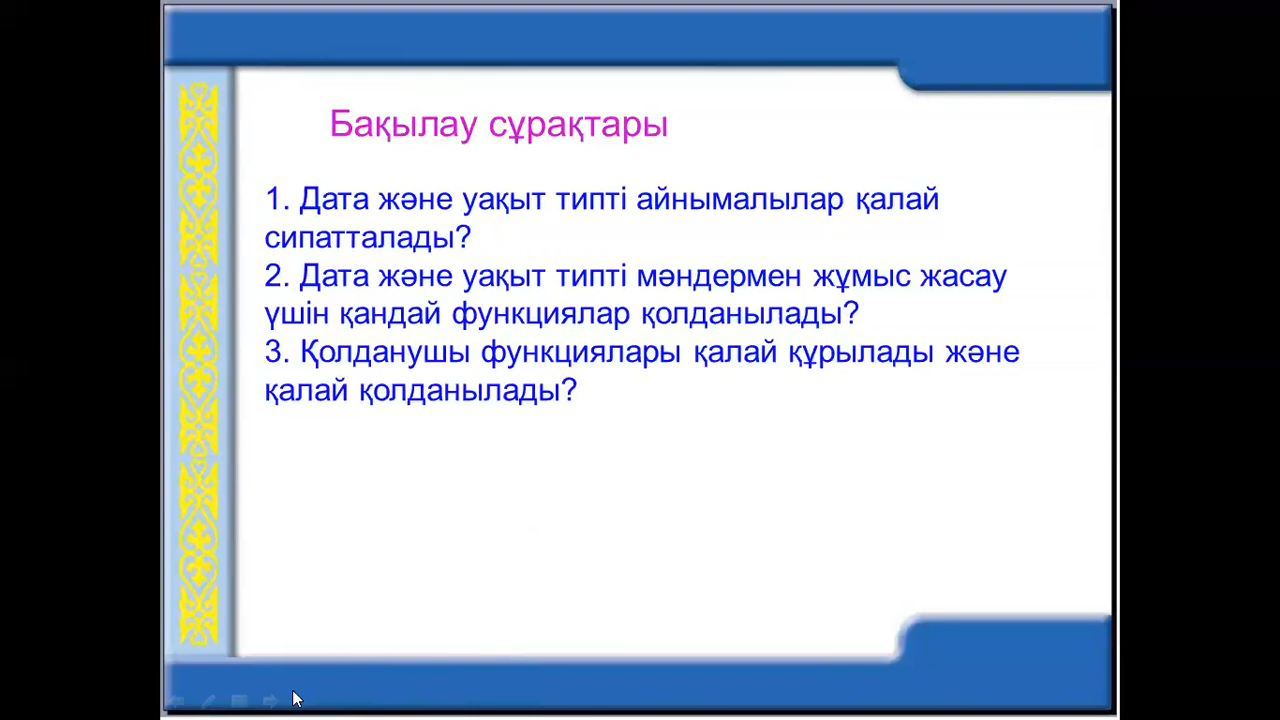 Бақылау сұрақтары
1. Дата және уақыт типті айнымалылар қалай
сипатталады?
2. Дата және уақыт типті мәндермен жұмыс жасау
үшін қандай функциялар қолданылады?
3. Қолданушы функциялары қалай құрылады және
қалай қолданылады?